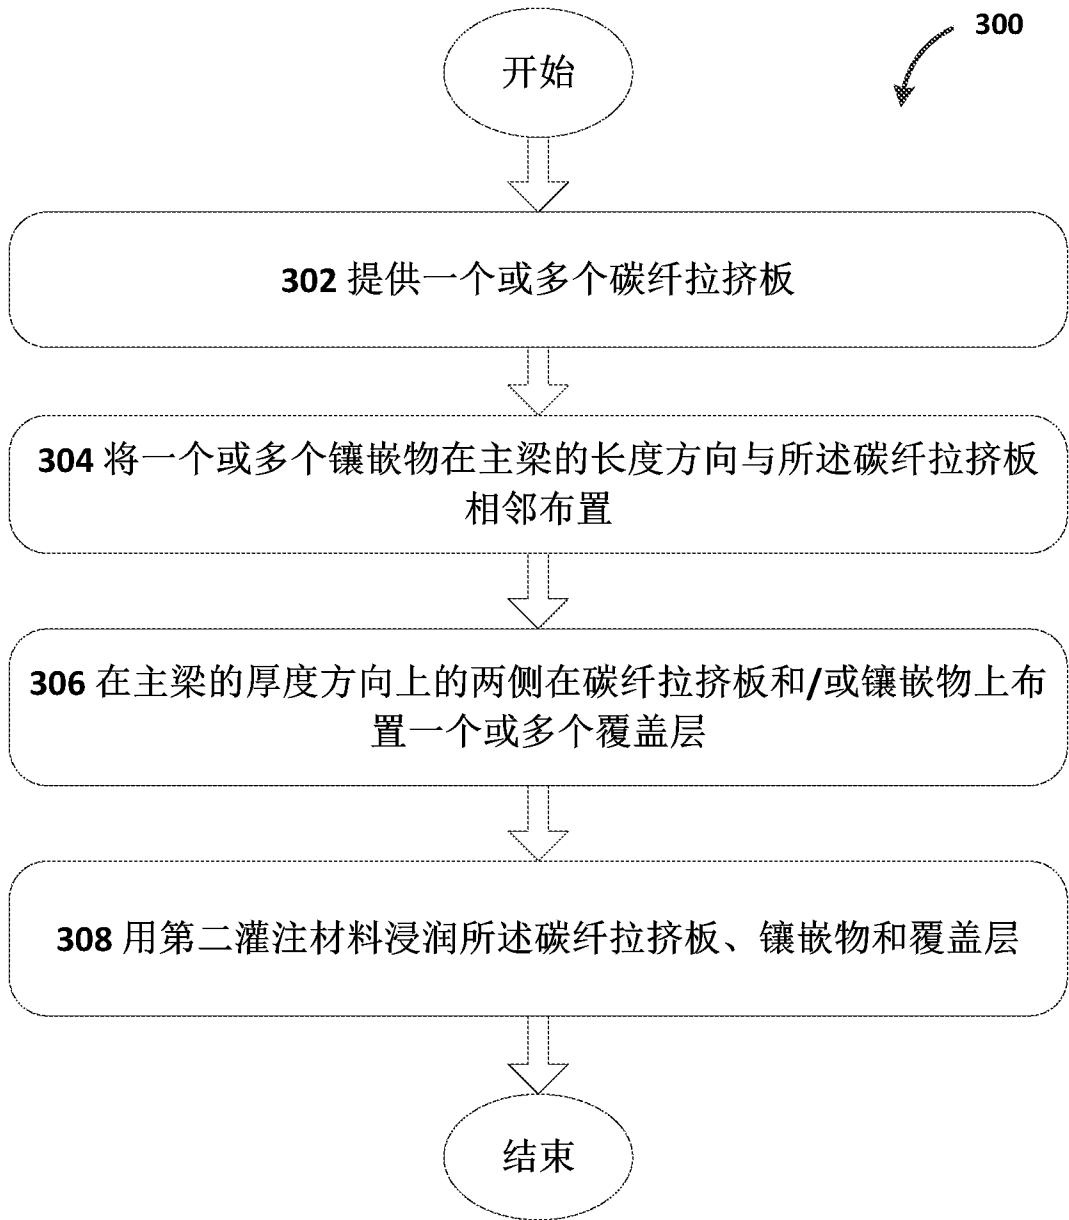 300
开始
302 提供一个或多个碳纤拉挤板
304 将一个或多个镶嵌物在主梁的长度方向与所述碳纤拉挤板
相邻布置
306 在主梁的厚度方向上的两侧在碳纤拉挤板和/或镶嵌物上布
置一个或多个覆盖层
308 用第二灌注材料浸润所述碳纤拉挤板、镶嵌物和覆盖层
结束